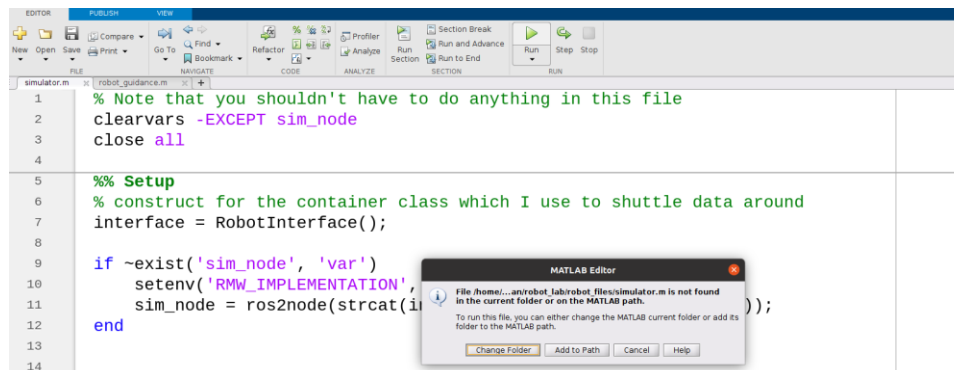 EDITOR PUBLISH VIEW
New Open Save Compare Print Go To Find Bookmark Refactor Profiler Analyze Run Section Section Break Run and Advance Run to End Run Step Stop
FILE NAVIGATE CODE ANALYZE SECTION RUN
simulator.m robot_guidance.m
1 % Note that you shouldn't have to do anything in this file
2 clearvars -EXCEPT sim_node
3 close all
4
5 %% Setup
6 % construct for the container class which I use to shuttle data around
7 interface = RobotInterface();
8
9 if ~exist('sim_node', 'var')
10 setenv('RMW_IMPLEMENTATION',
11 sim_node = ros2node(strcat(i ));
12 end
13
14
MATLAB Editor
File /home/...an/robot_lab/robot_files/simulator.m is not found
in the current folder or on the MATLAB path.
To run this file, you can either change the MATLAB current folder or add its
folder to the MATLAB path.
Change Folder Add to Path Cancel Help